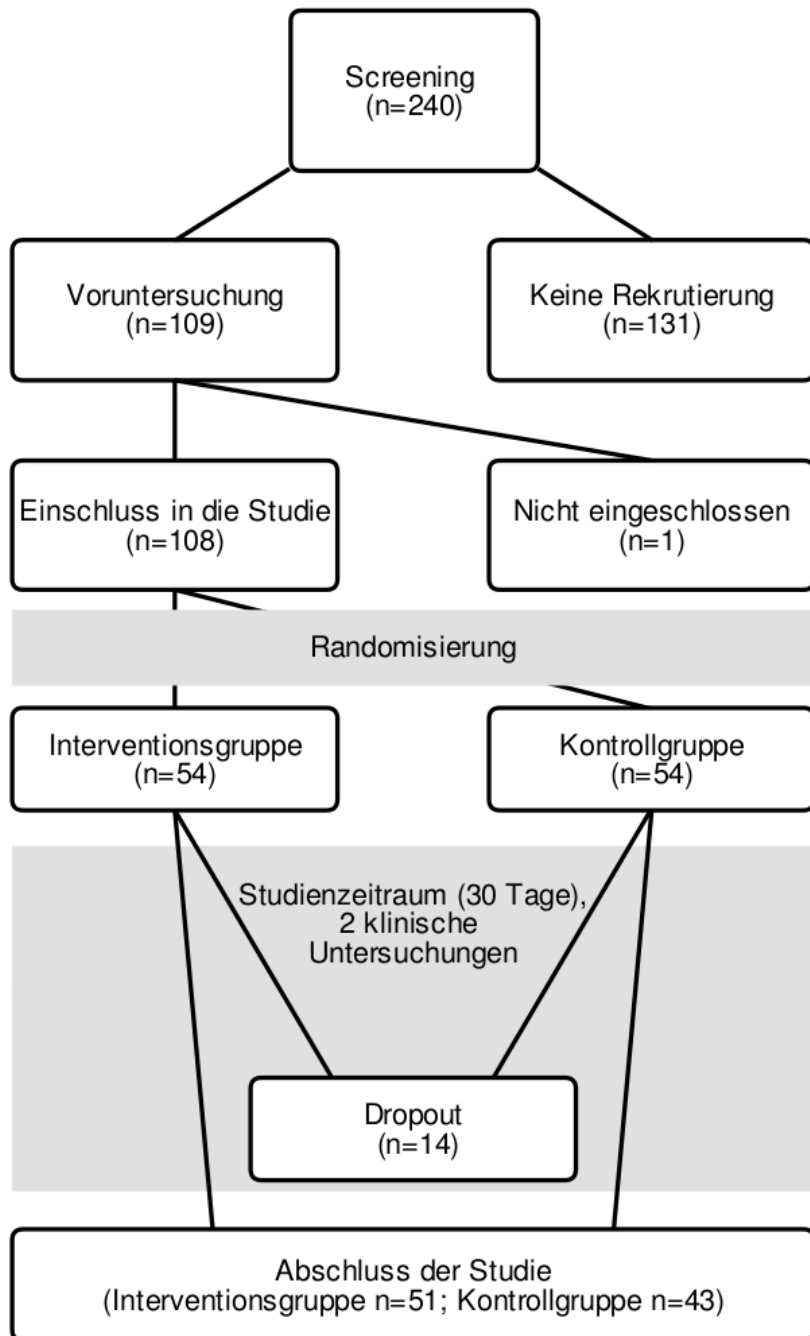 Screening
(n=240)
Voruntersuchung
(n=109)
Keine Rekrutierung
(n=131)
Einschluss in die Studie
(n=108)
Nicht eingeschlossen
(n=1)
Randomisierung
Interventionsgruppe
(n=54)
Kontrollgruppe
(n=54)
Studienzeitraum (30 Tage),
2 klinische
Untersuchungen
Dropout
(n=14)
Abschluss der Studie
(Interventionsgruppe n=51; Kontrollgruppe n=43)